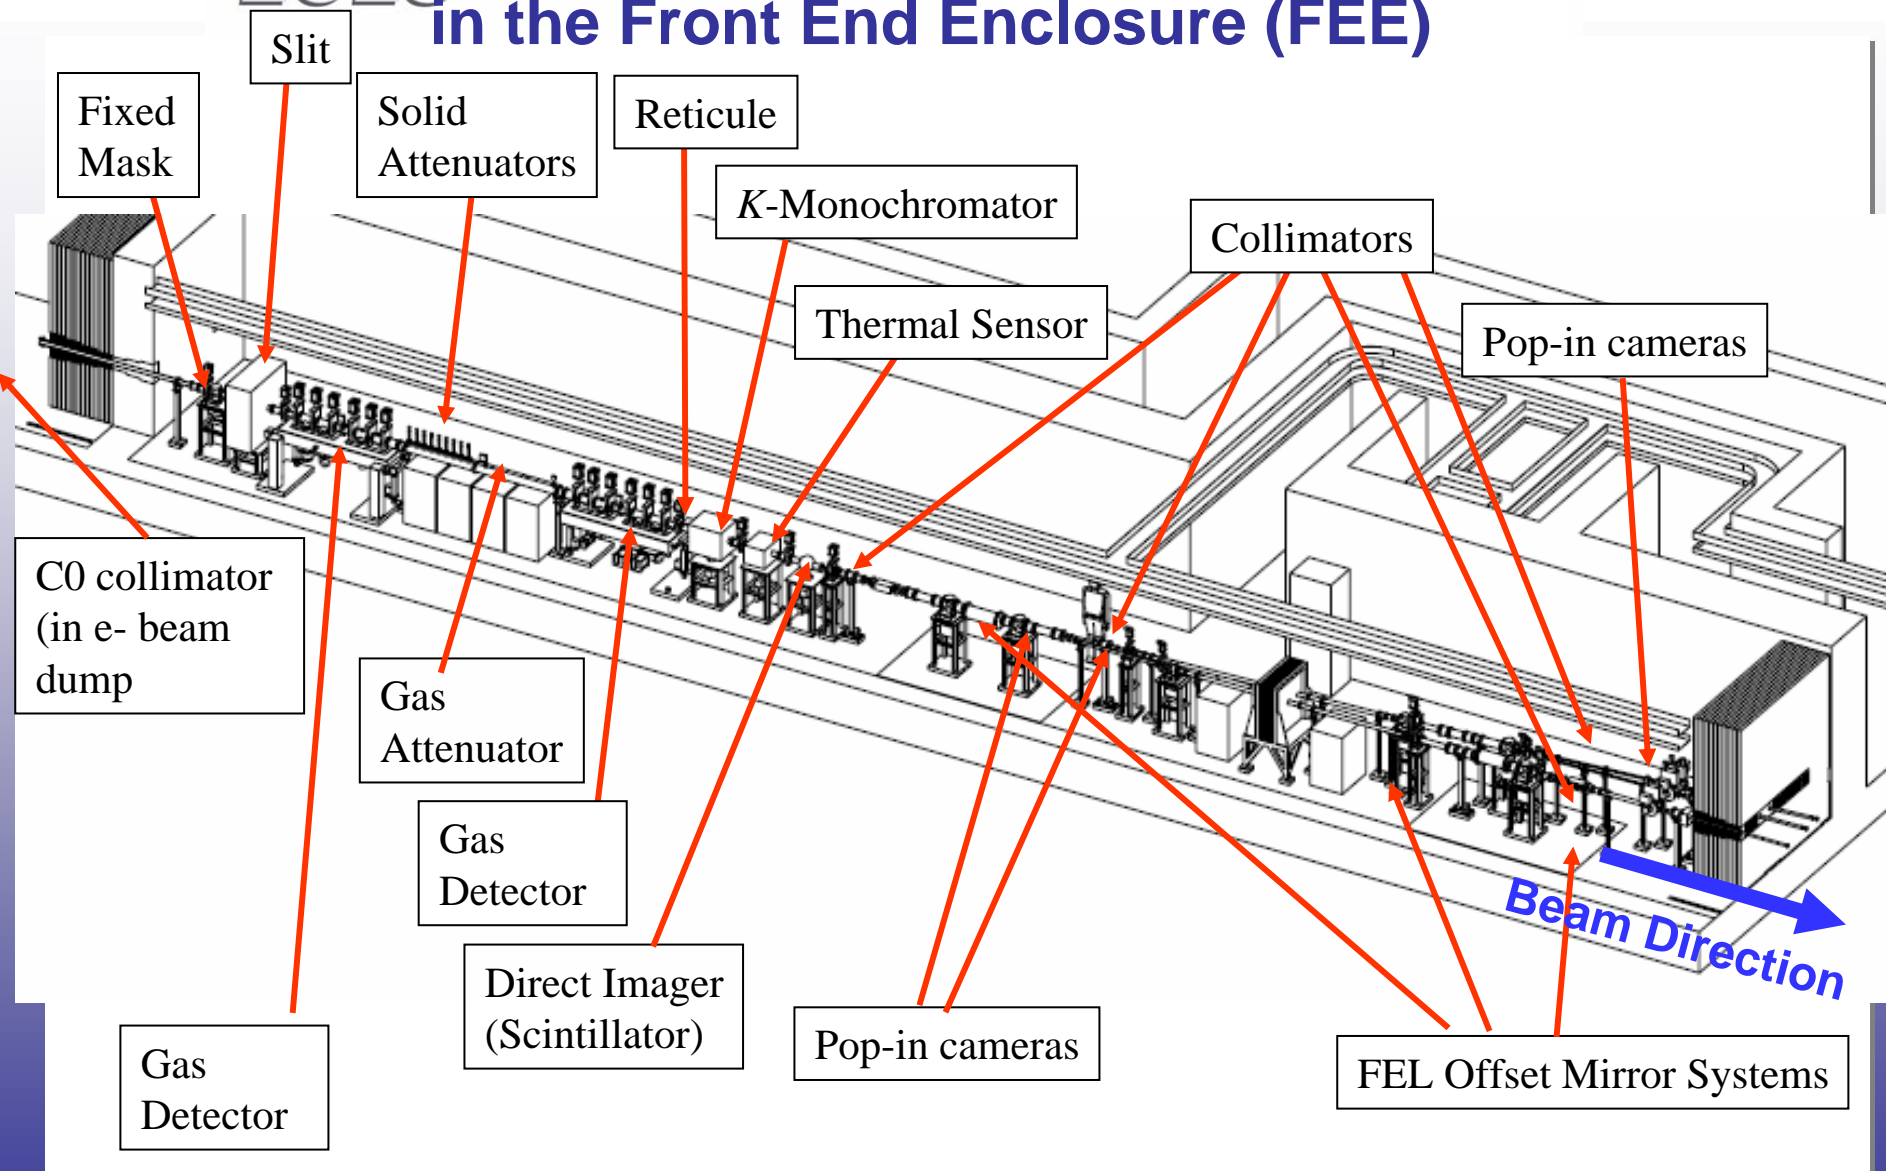 in the Front End Enclosure (FEE)
Slit
Fixed
Mask
Solid
Attenuators
Reticule
K-Monochromator
Collimators
Thermal Sensor
Pop-in cameras
C0 collimator
(in e- beam
dump
Gas
Attenuator
Gas
Detector
Direct Imager
(Scintillator)
Pop-in cameras
Beam Direction
FEL Offset Mirror Systems
Gas
Detector